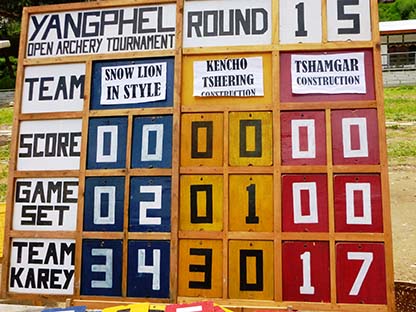 YANGPHEL ROUND 1 5
OPEN ARCHERY TOURNAMENT
TEAM SNOW LION IN STYLE KENCHO TSHERING CONSTRUCTION TSHAMGAR CONSTRUCTION
SCORE 0 0 0 0 0 0
GAME SET 0 2 0 1 0 0
TEAM KAREY 3 4 3 0 1 7